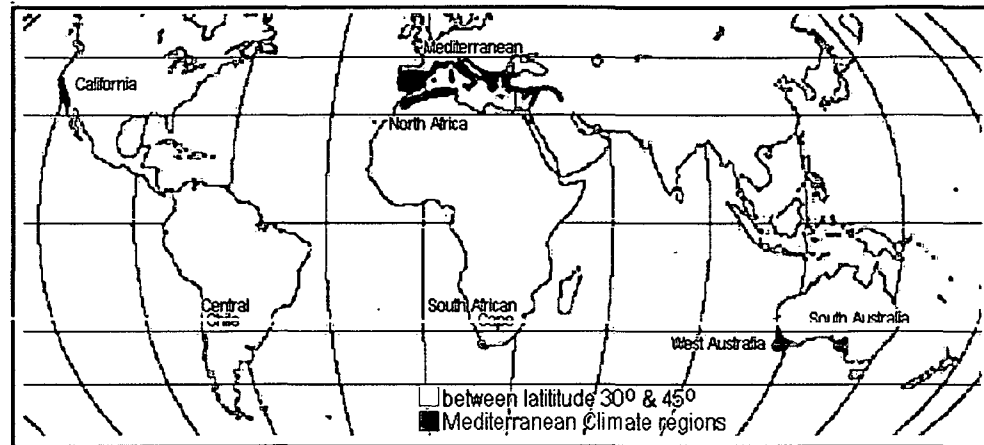 Mediterranean
California
North Africa
Central
Chile
South African
Cape
South Australia
West Australia
between latititude 30º & 45º
Mediterranean Climate regions